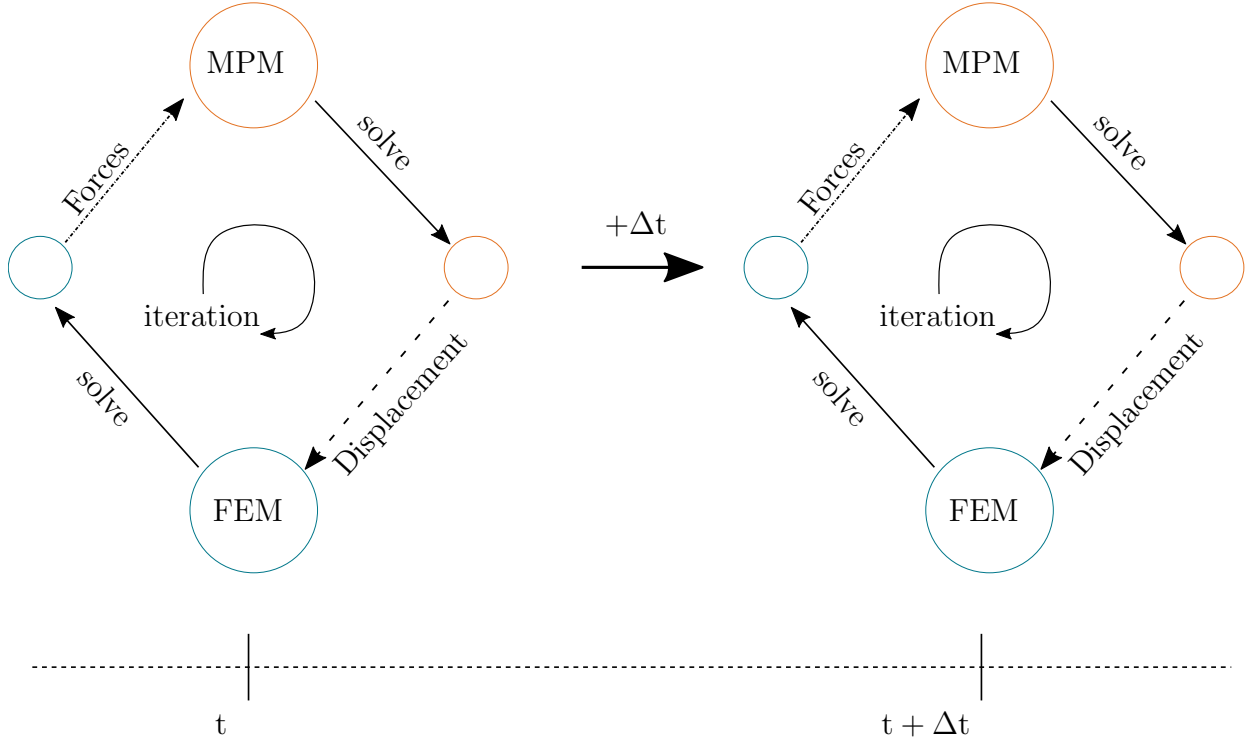 MPM
solve
Forces
iteration
solve
Displacement
FEM
+Δt
MPM
solve
Forces
iteration
solve
Displacement
FEM
t
t + Δt